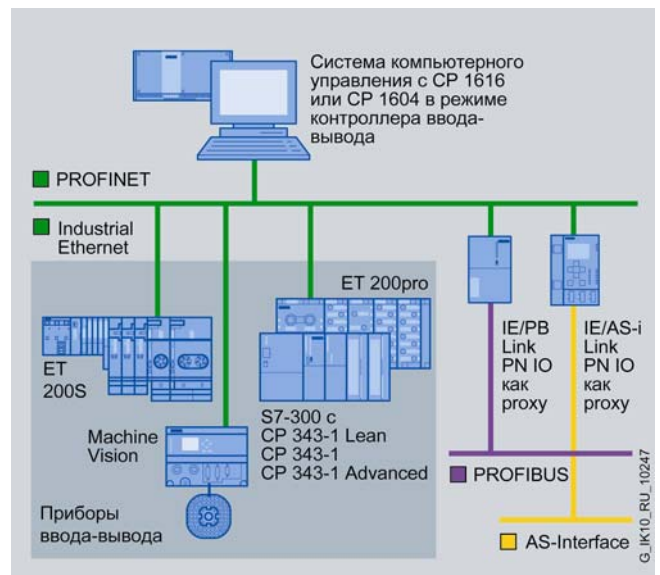 Система компьютерного
управления с CP 1616
или CP 1604 в режиме
контроллера ввода-
вывода
PROFINET
Industrial
Ethernet
ET 200pro
ET
200S
IE/PB
Link
PN IO
как
proxy
IE/AS-i
Link
PN IO
как
proxy
S7-300 с
CP 343-1 Lean
CP 343-1
CP 343-1 Advanced
Machine
Vision
PROFIBUS
Приборы
ввода-вывода
AS-Interface
G_IK10_RU_10247